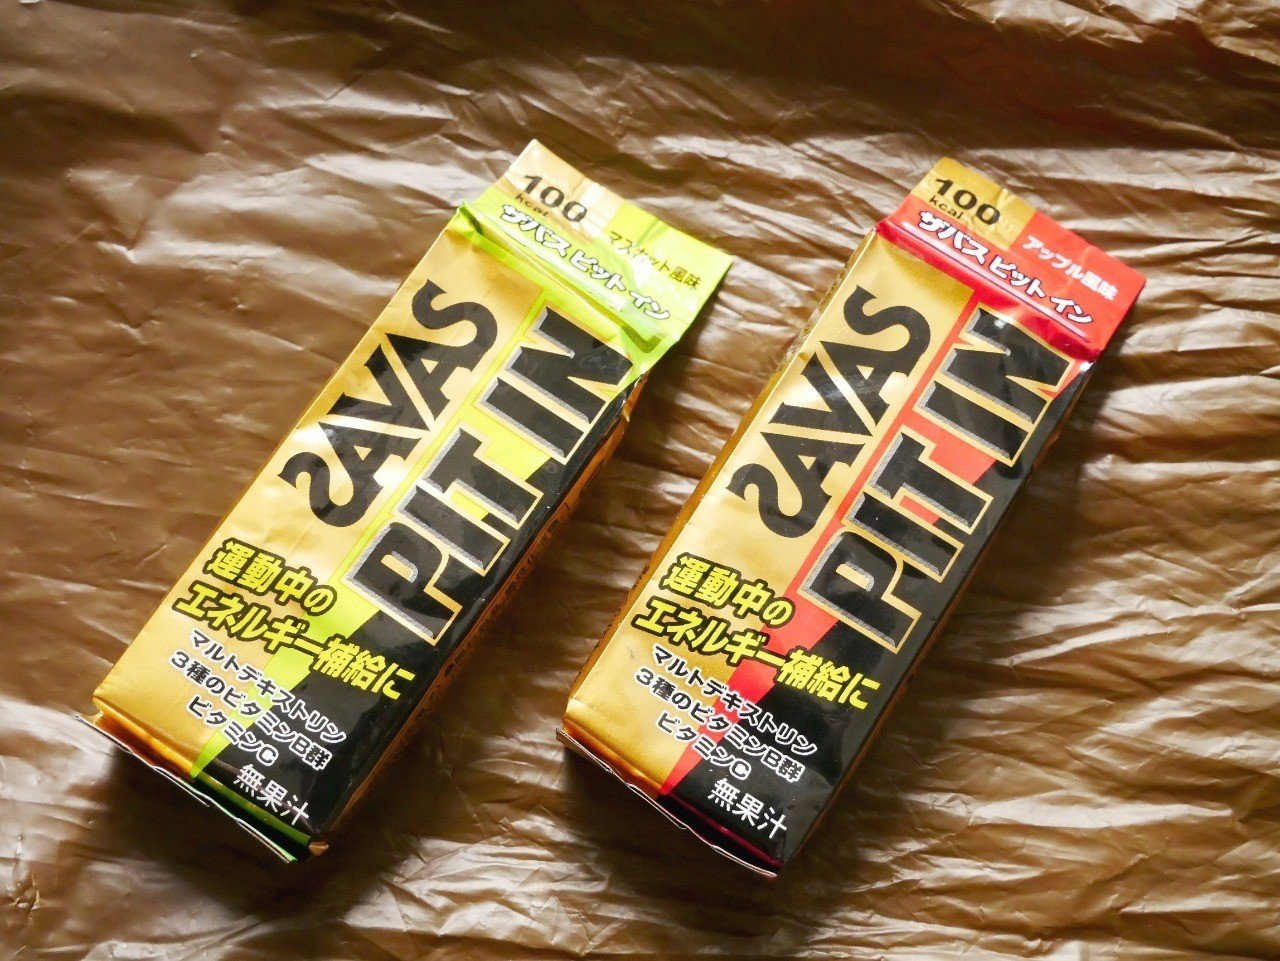 100
kcal
マスカット風味
ザバス ピット イン
SAVAS
PIT IN
運動中の
エネルギー補給に
マルトデキストリン
3種のビタミンB群
ビタミンC
無果汁
100
kcal
アップル風味
ザバス ピット イン
SAVAS
PIT IN
運動中の
エネルギー補給に
マルトデキストリン
3種のビタミンB群
ビタミンC
無果汁